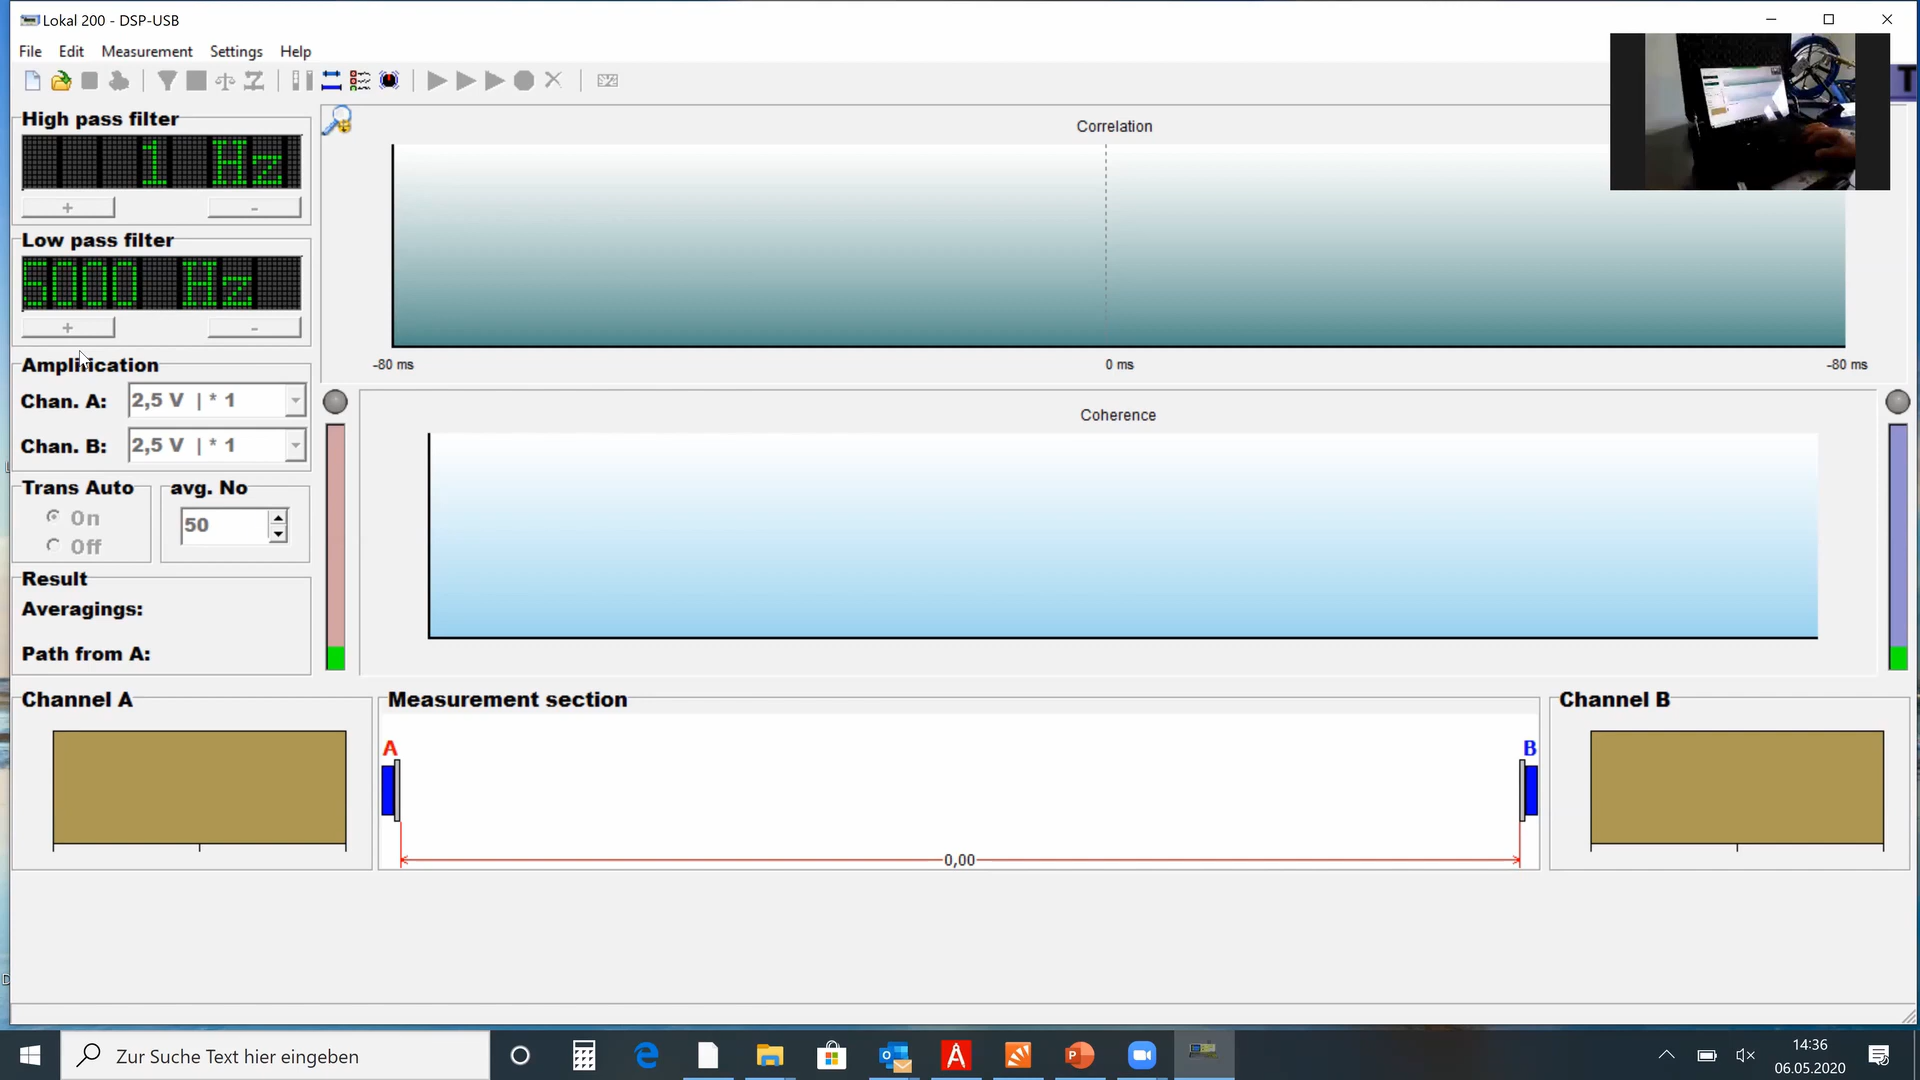 Lokal 200 - DSP-USB
File Edit Measurement Settings Help
High pass filter
1 Hz
+ -
Low pass filter
5000 Hz
+ -
Amplification
Chan. A: 2,5 V | * 1
Chan. B: 2,5 V | * 1
Trans Auto
On
Off
avg. No
50
Result
Averagings:
Path from A:
Correlation
-80 ms 0 ms -80 ms
Coherence
Channel A
Measurement section
A B
0,00
Channel B
T
Zur Suche Text hier eingeben
14:36
06.05.2020